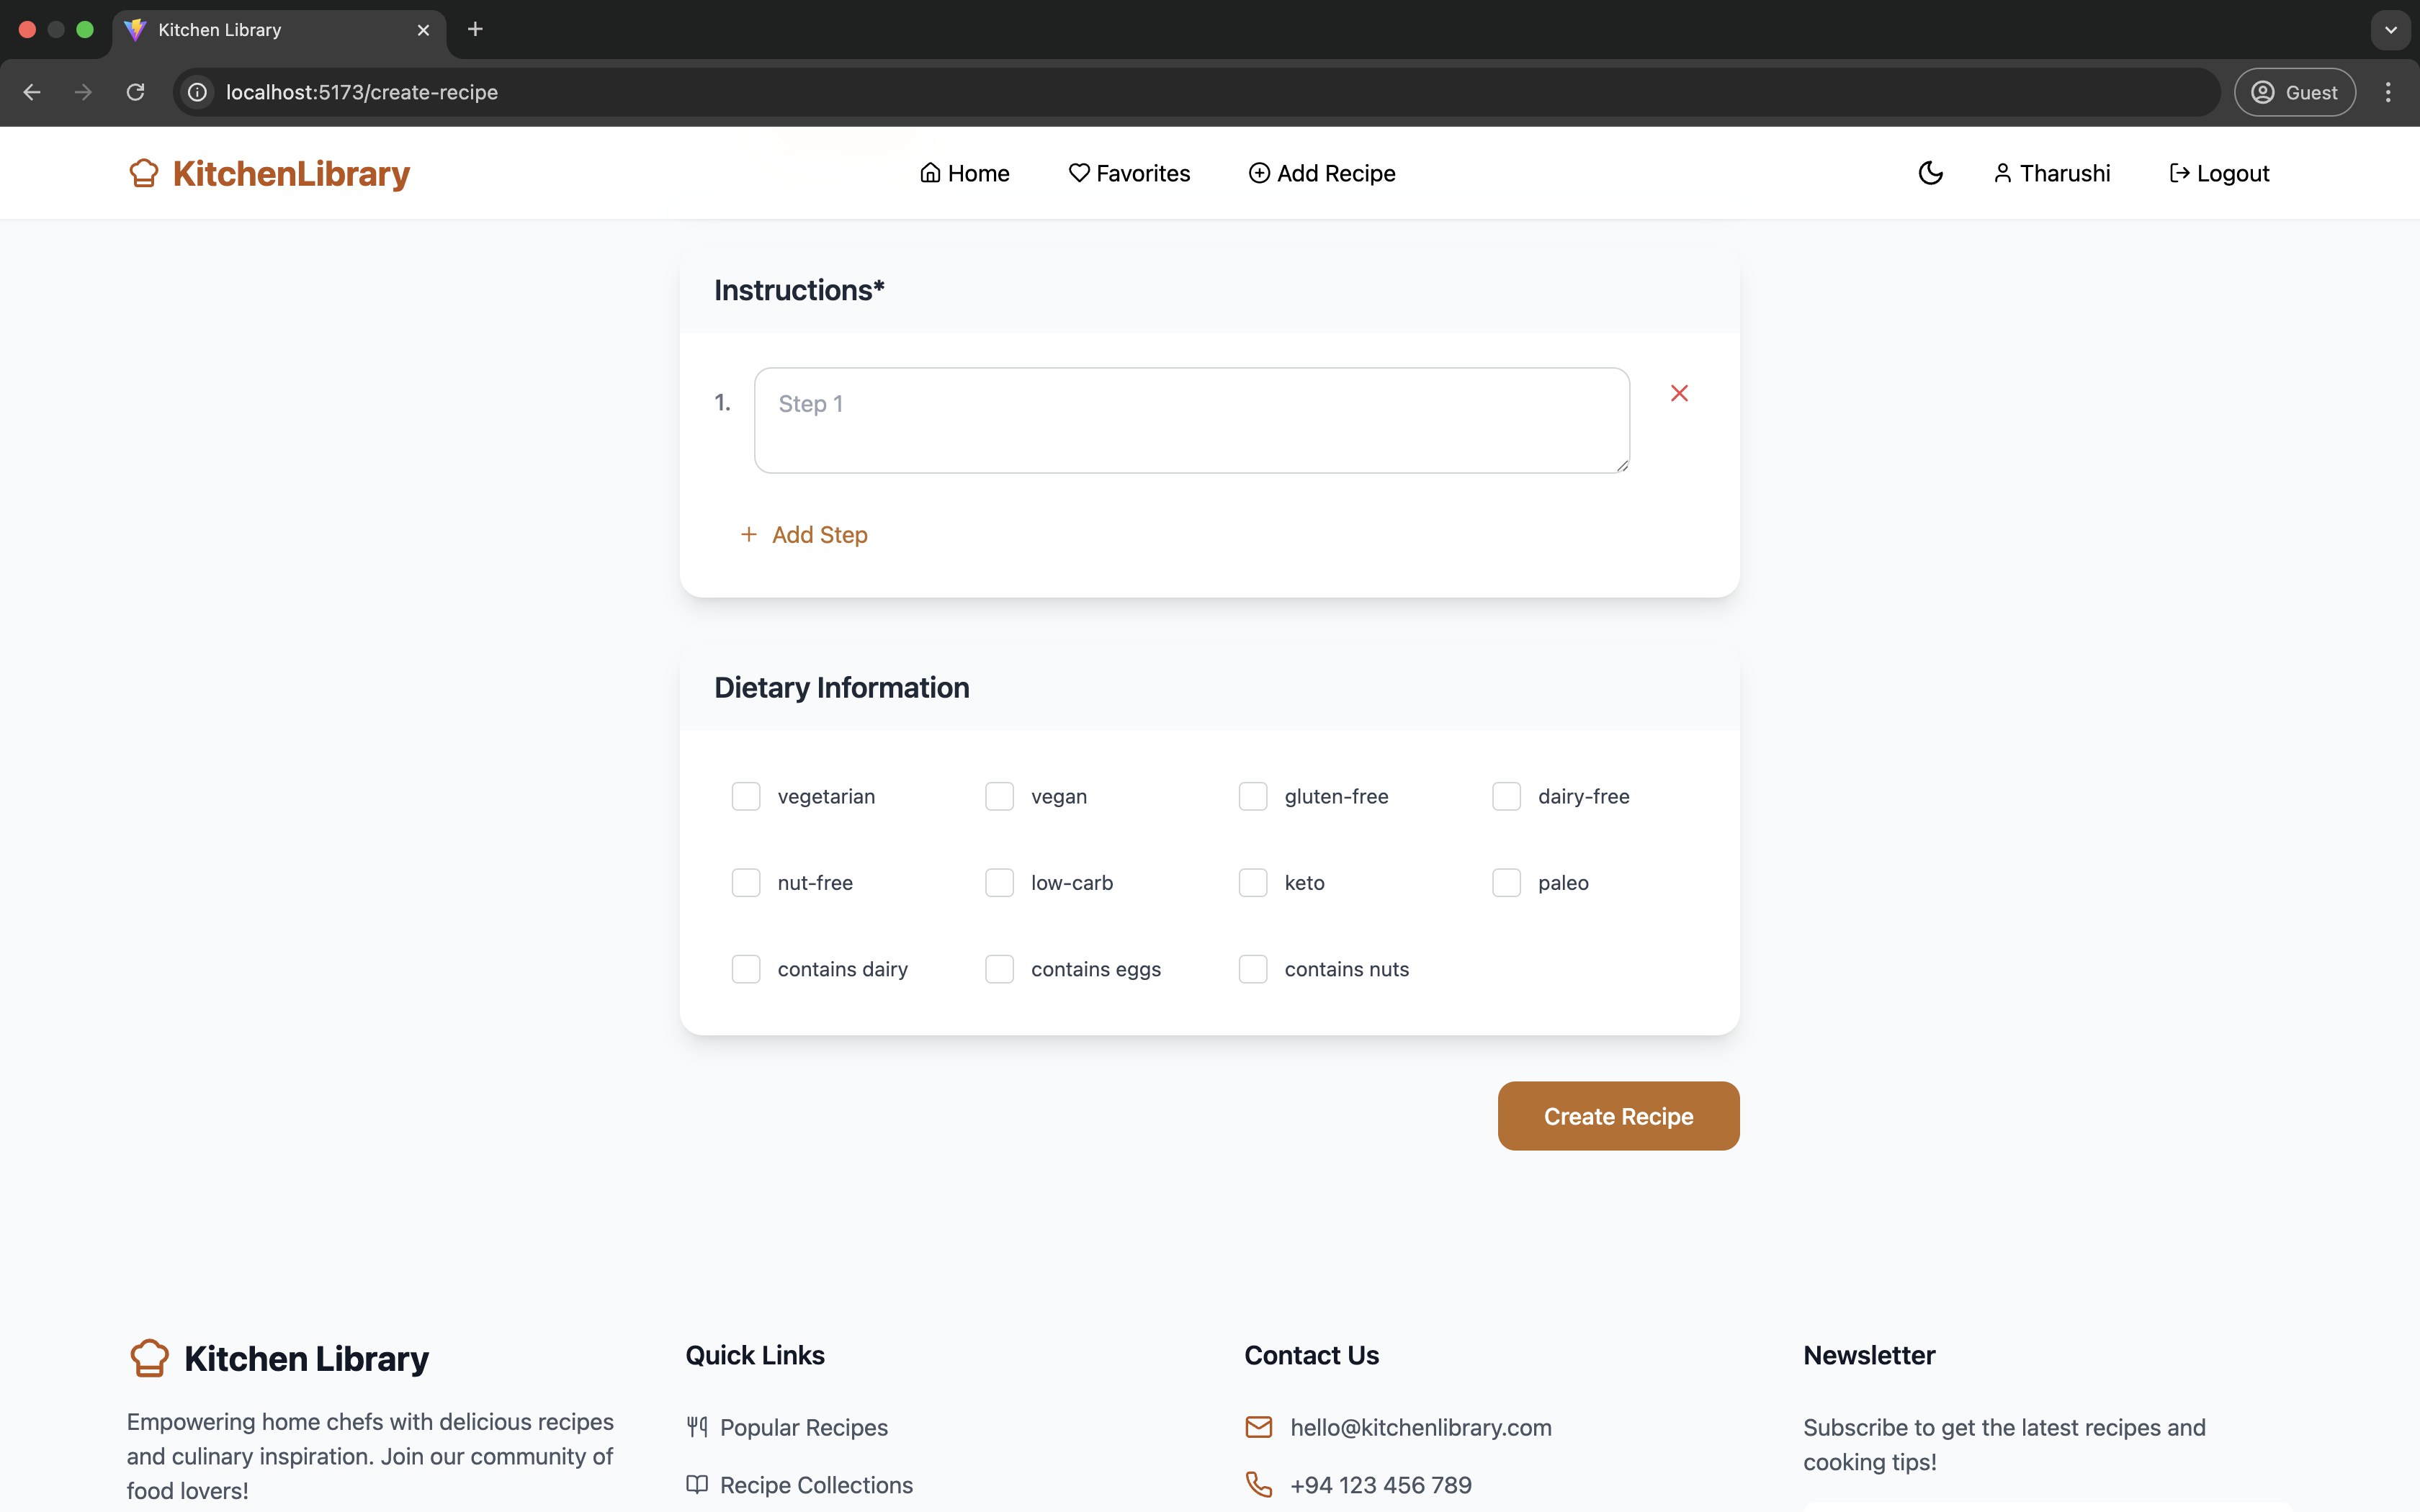 Kitchen Library
localhost:5173/create-recipe
Guest
KitchenLibrary
Home
Favorites
Add Recipe
Tharushi
Logout
Instructions*
1.
Step 1
Add Step
Dietary Information
vegetarian
vegan
gluten-free
dairy-free
nut-free
low-carb
keto
paleo
contains dairy
contains eggs
contains nuts
Create Recipe
Kitchen Library
Empowering home chefs with delicious recipes
and culinary inspiration. Join our community of
food lovers!
Quick Links
Popular Recipes
Recipe Collections
Contact Us
hello@kitchenlibrary.com
+94 123 456 789
Newsletter
Subscribe to get the latest recipes and
cooking tips!